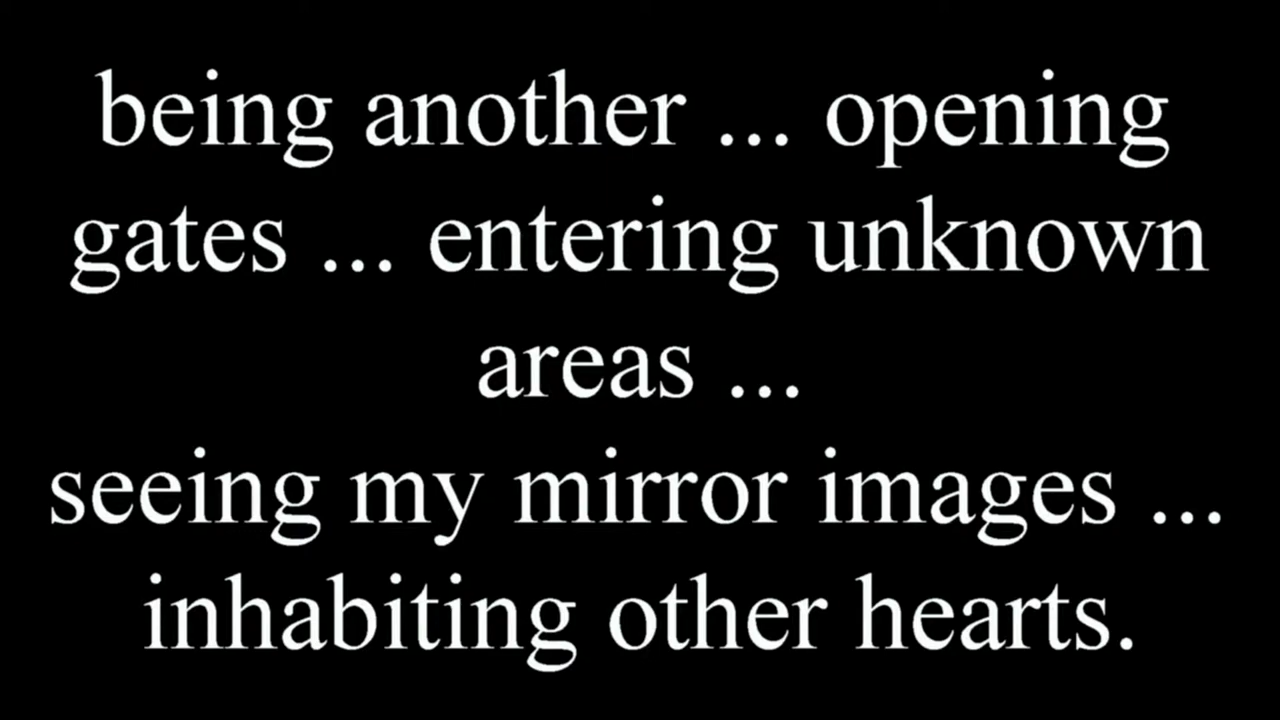 being another ... opening
gates ... entering unknown
areas ...
seeing my mirror images ...
inhabiting other hearts.